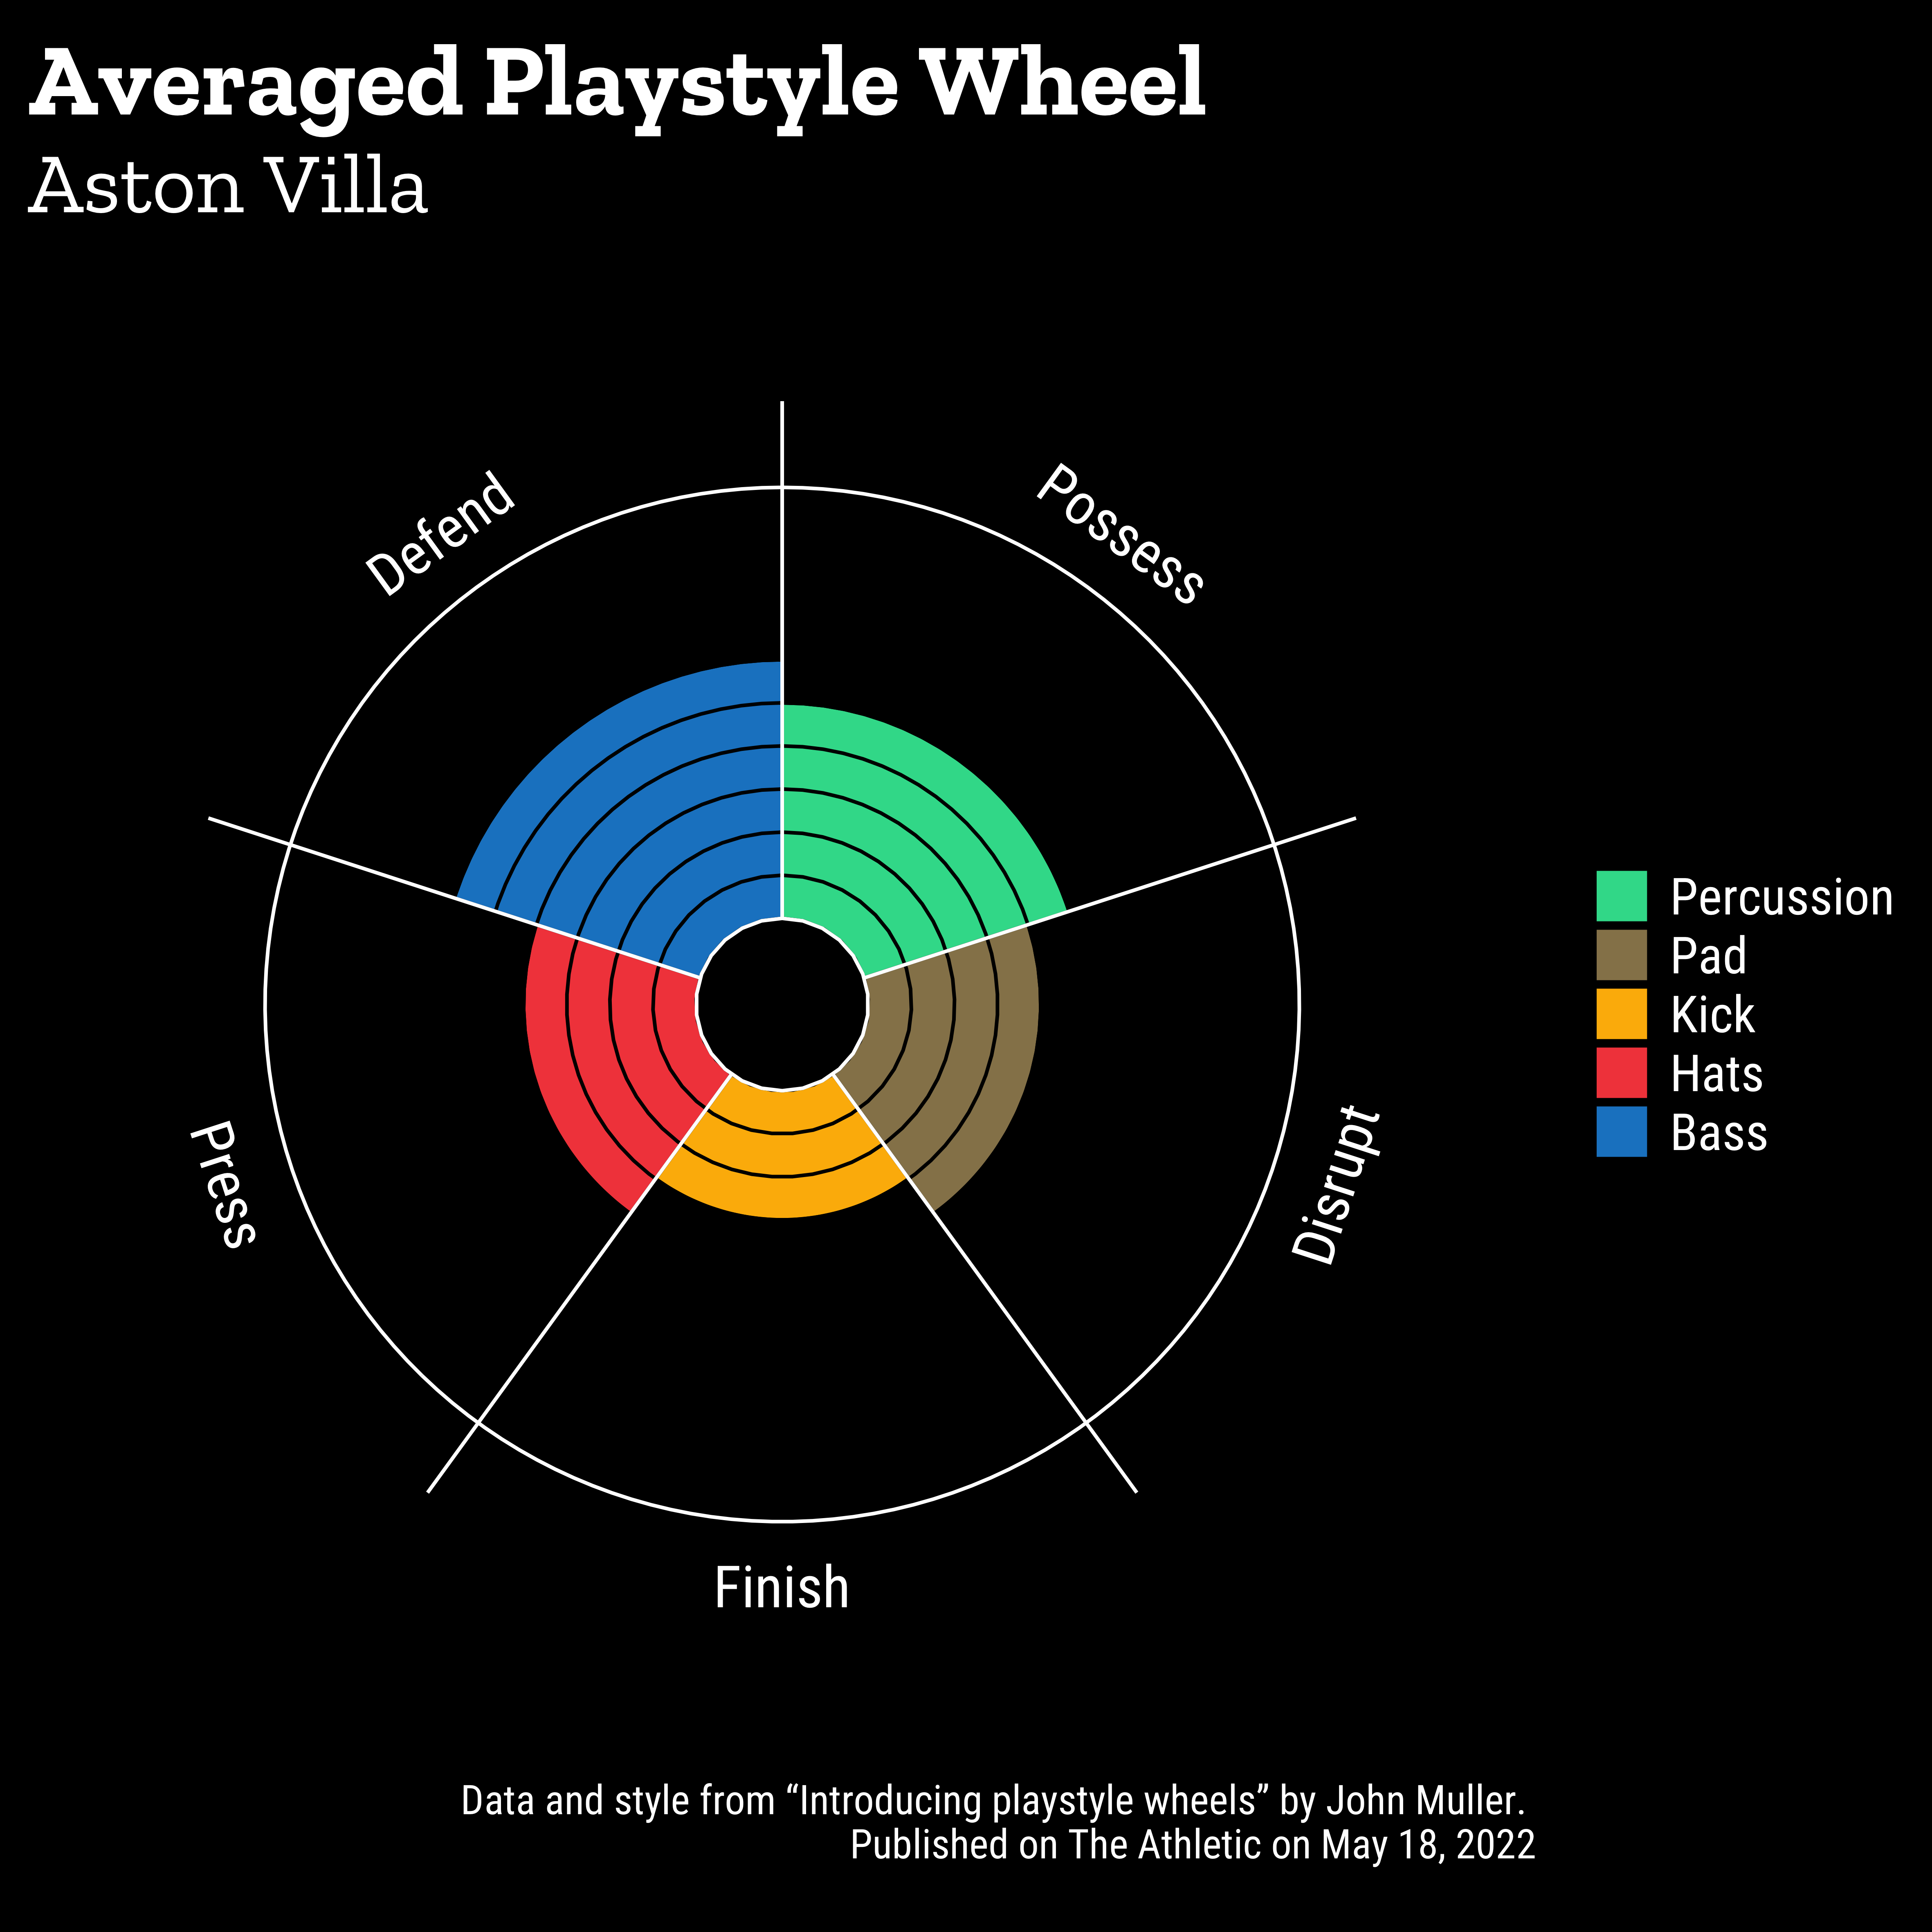 Averaged Playstyle Wheel
Aston Villa
Defend
Possess
Press
Disrupt
Finish
Percussion
Pad
Kick
Hats
Bass
Data and style from “Introducing playstyle wheels” by John Muller.
Published on The Athletic on May 18, 2022